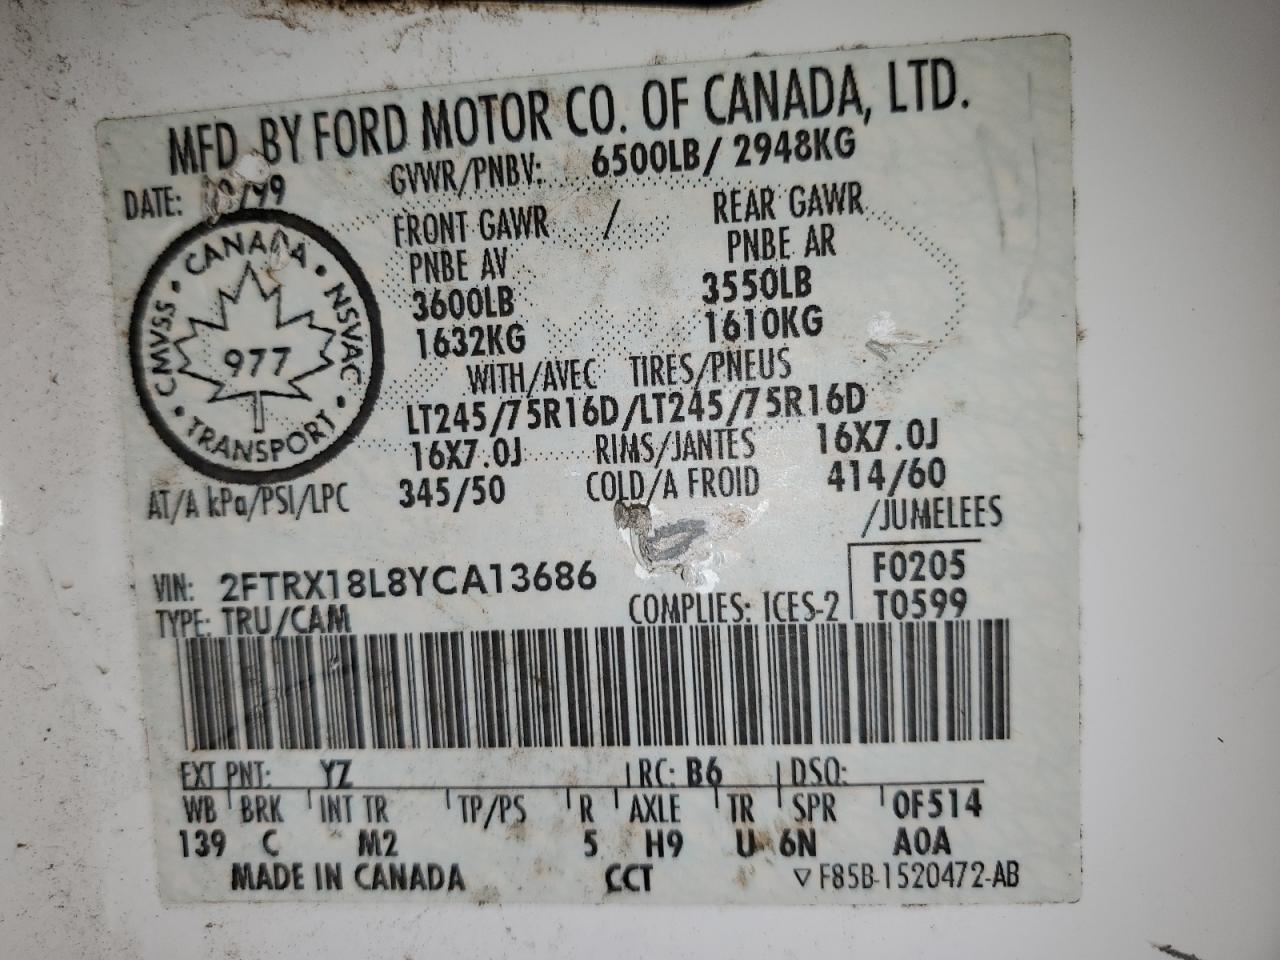 MFD. BY FORD MOTOR CO. OF CANADA, LTD.
DATE: /99 GVWR/PNBV: 6500LB/ 2948KG
FRONT GAWR / REAR GAWR
PNBE AV PNBE AR
3600LB 3550LB
1632KG 1610KG
WITH/AVEC TIRES/PNEUS
LT245/75R16D/LT245/75R16D
16X7.0J RIMS/JANTES 16X7.0J
AT/A kPa/PSI/LPC 345/50 COLD/A FROID 414/60
/JUMELEES
CANADA • NSVAC • TRANSPORT • CMVSS •
977
VIN: 2FTRX18L8YCA13686 F0205
TYPE: TRU/CAM COMPLIES: ICES-2 T0599
EXT PNT: YZ RC: B6 DSO:
WB BRK INT TR TP/PS R AXLE TR SPR 0F514
139 C M2 5 H9 U 6N A0A
MADE IN CANADA CCT ▽ F85B-1520472-AB